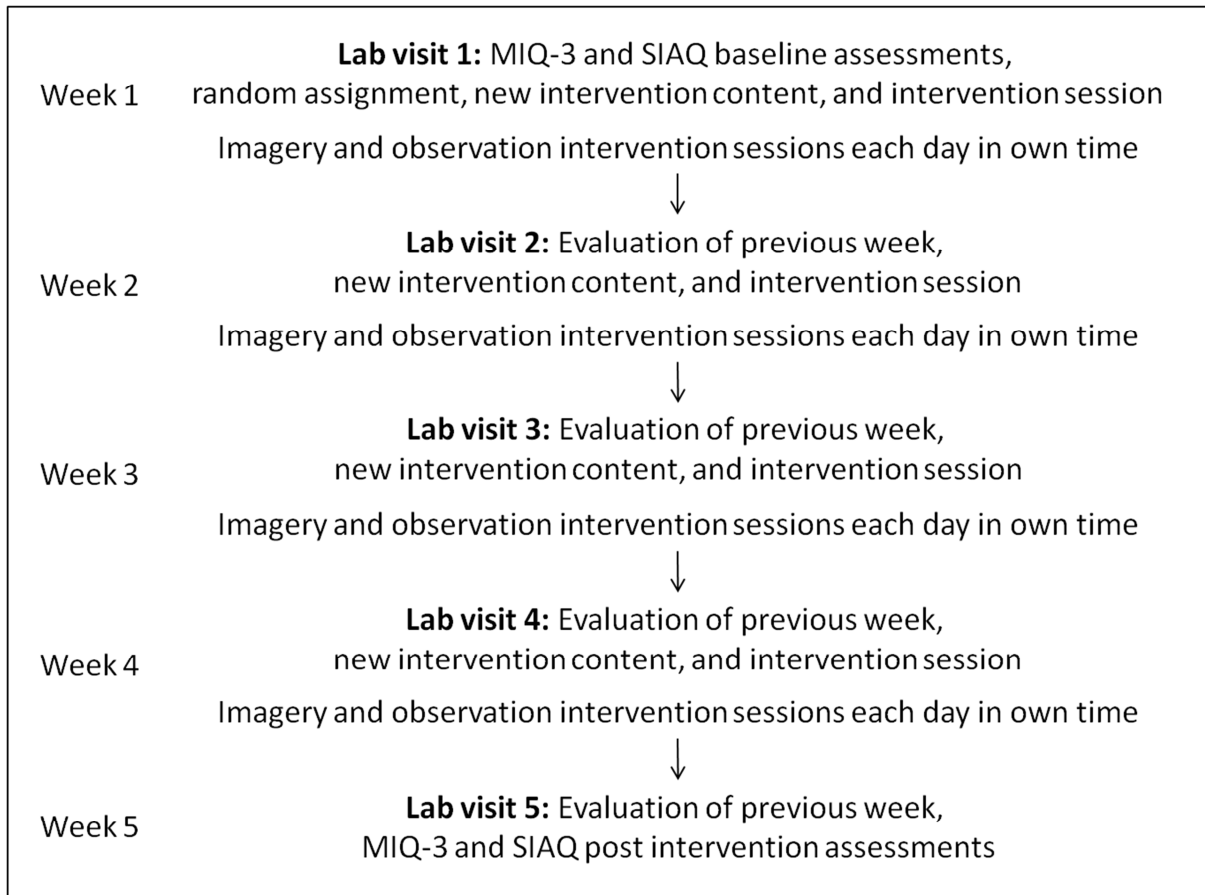 Week 1
Lab visit 1: MIQ-3 and SIAQ baseline assessments,
random assignment, new intervention content, and intervention session
Imagery and observation intervention sessions each day in own time
Week 2
Lab visit 2: Evaluation of previous week,
new intervention content, and intervention session
Imagery and observation intervention sessions each day in own time
Week 3
Lab visit 3: Evaluation of previous week,
new intervention content, and intervention session
Imagery and observation intervention sessions each day in own time
Week 4
Lab visit 4: Evaluation of previous week,
new intervention content, and intervention session
Imagery and observation intervention sessions each day in own time
Week 5
Lab visit 5: Evaluation of previous week,
MIQ-3 and SIAQ post intervention assessments